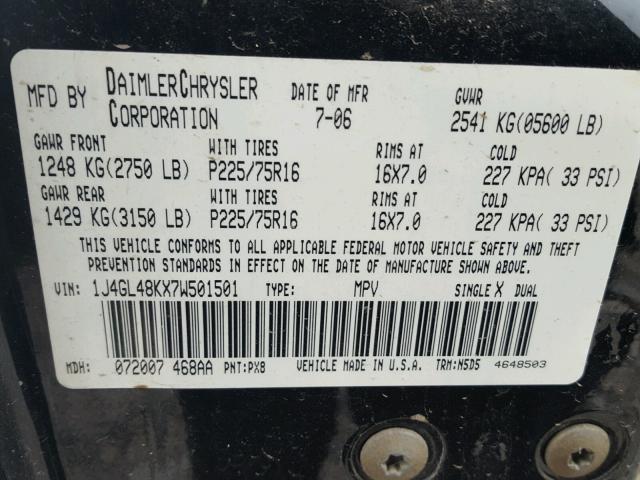 MFD BY DAIMLERCHRYSLER CORPORATION DATE OF MFR 7-06 GVWR 2541 KG(05600 LB)
GAWR FRONT WITH TIRES RIMS AT COLD
1248 KG(2750 LB) P225/75R16 16X7.0 227 KPA( 33 PSI)
GAWR REAR WITH TIRES RIMS AT COLD
1429 KG(3150 LB) P225/75R16 16X7.0 227 KPA( 33 PSI)
THIS VEHICLE CONFORMS TO ALL APPLICABLE FEDERAL MOTOR VEHICLE SAFETY AND THEFT
PREVENTION STANDARDS IN EFFECT ON THE DATE OF MANUFACTURE SHOWN ABOVE.
VIN: 1J4GL48KX7W501501 TYPE: MPV SINGLE X DUAL
MDH: 072007 468AA PNT:PX8 VEHICLE MADE IN U.S.A. TRM:N5D5 4648503